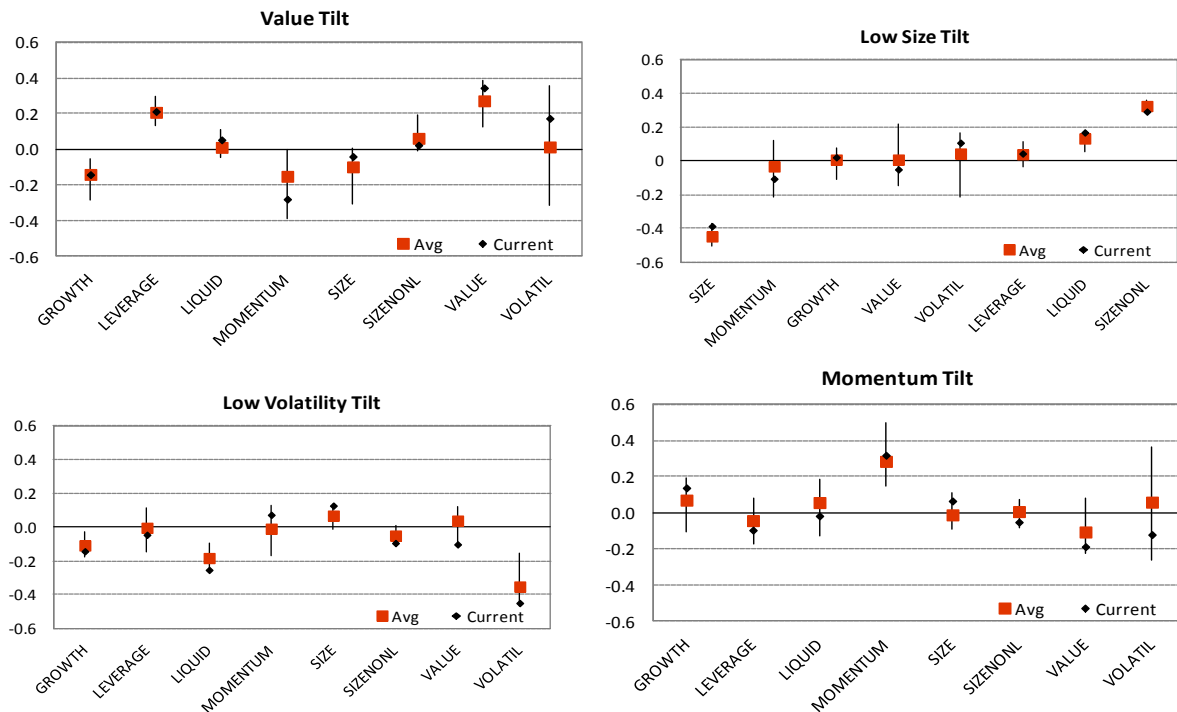 Value Tilt
0.6
0.4
0.2
0.0
-0.2
-0.4
-0.6
Avg
Current
GROWTH
LEVERAGE
LIQUID
MOMENTUM
SIZE
SIZENONL
VALUE
VOLATIL
Low Size Tilt
0.6
0.4
0.2
0
-0.2
-0.4
-0.6
Avg
Current
SIZE
MOMENTUM
GROWTH
VALUE
VOLATIL
LEVERAGE
LIQUID
SIZENONL
Low Volatility Tilt
0.6
0.4
0.2
0.0
-0.2
-0.4
-0.6
Avg
Current
GROWTH
LEVERAGE
LIQUID
MOMENTUM
SIZE
SIZENONL
VALUE
VOLATIL
Momentum Tilt
0.6
0.4
0.2
0.0
-0.2
-0.4
-0.6
Avg
Current
GROWTH
LEVERAGE
LIQUID
MOMENTUM
SIZE
SIZENONL
VALUE
VOLATIL